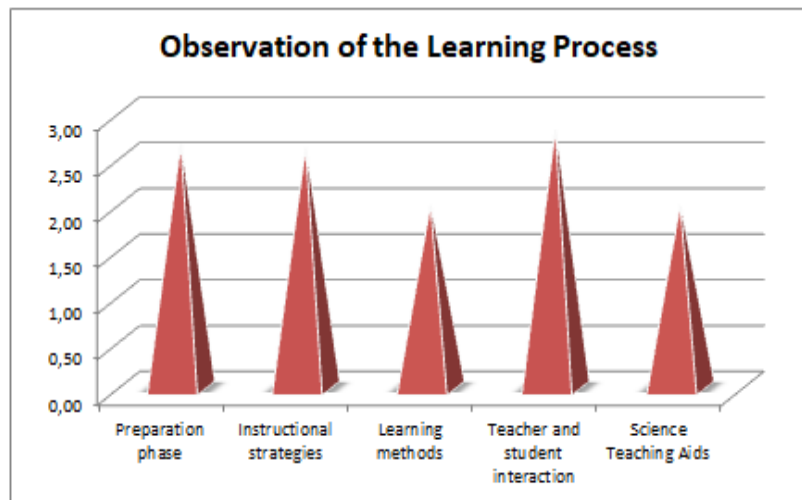 Observation of the Learning Process
3,00
2,50
2,00
1,50
1,00
0,50
0,00
Preparation
phase
Instructional
strategies
Learning
methods
Teacher and
student
interaction
Science
Teaching Aids